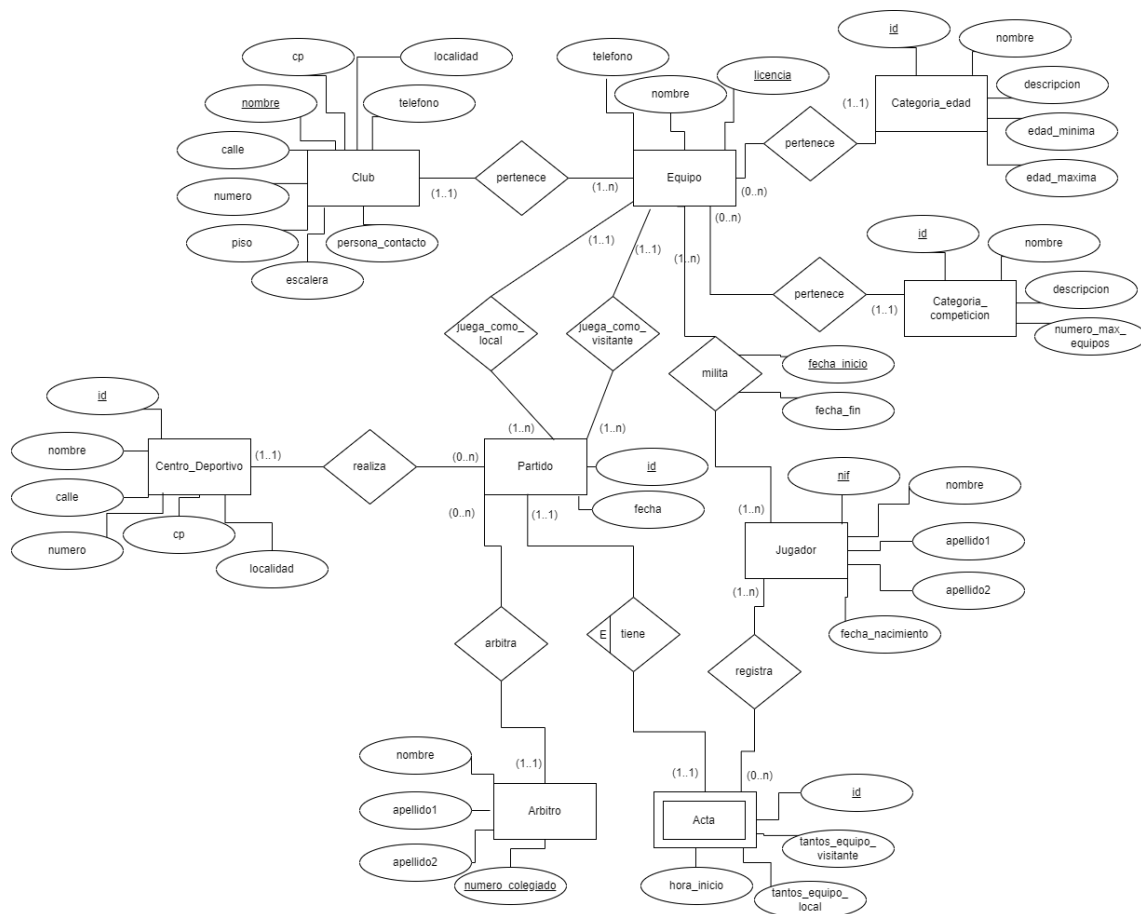 id
nombre
descripcion
edad_minima
edad_maxima
Categoria_edad
(1..1)
localidad
cp
nombre
telefono
calle
numero
piso
escalera
persona_contacto
Club
(1..1)
pertenece
(1..n)
telefono
nombre
licencia
Equipo
(0..n)
pertenece
(0..n)
id
nombre
descripcion
numero_max_
equipos
Categoria_
competicion
(1..1)
pertenece
(1..1)
(1..1)
(1..n)
juega_como_
local
juega_como_
visitante
milita
fecha_inicio
fecha_fin
(1..n)
(1..n)
id
nombre
calle
numero
cp
localidad
Centro_Deportivo
(1..1)
realiza
(0..n)
Partido
id
fecha
(0..n)
(1..1)
(1..n)
nif
nombre
apellido1
apellido2
fecha_nacimiento
Jugador
(1..n)
arbitra
E
tiene
registra
(1..1)
(1..1)
(0..n)
nombre
apellido1
apellido2
numero_colegiado
Arbitro
Acta
id
tantos_equipo_
visitante
tantos_equipo_
local
hora_inicio